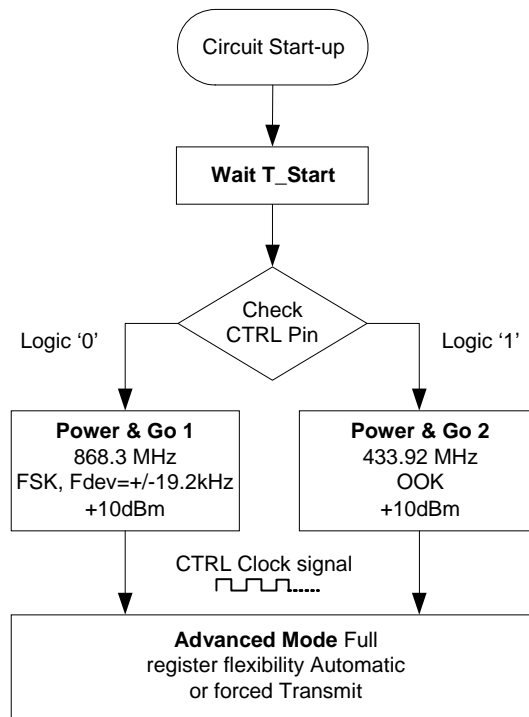 Circuit Start-up
Wait T_Start
Check
CTRL Pin
Logic ‘0’
Logic ‘1’
Power & Go 1
868.3 MHz
FSK, Fdev=+/-19.2kHz
+10dBm
Power & Go 2
433.92 MHz
OOK
+10dBm
CTRL Clock signal
Advanced Mode Full
register flexibility Automatic
or forced Transmit